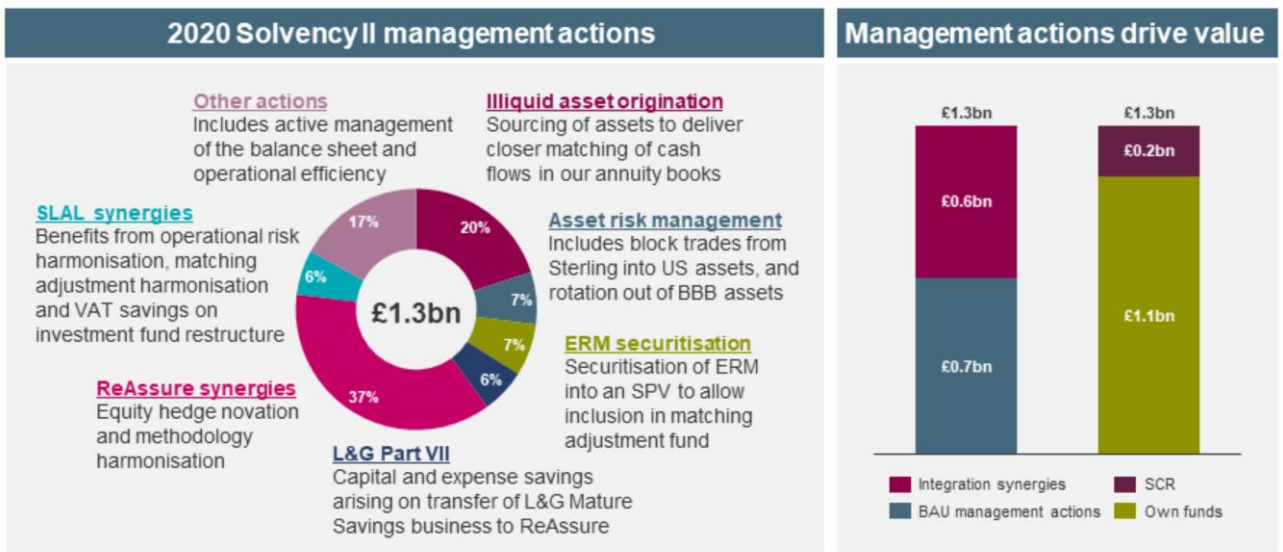 2020 Solvency II management actions
Other actions
Includes active management
of the balance sheet and
operational efficiency
Illiquid asset origination
Sourcing of assets to deliver
closer matching of cash
flows in our annuity books
SLAL synergies
Benefits from operational risk
harmonisation, matching
adjustment harmonisation
and VAT savings on
investment fund restructure
Asset risk management
Includes block trades from
Sterling into US assets, and
rotation out of BBB assets
ReAssure synergies
Equity hedge novation
and methodology
harmonisation
ERM securitisation
Securitisation of ERM
into an SPV to allow
inclusion in matching
adjustment fund
L&G Part VII
Capital and expense savings
arising on transfer of L&G Mature
Savings business to ReAssure
17%
20%
6%
7%
£1.3bn
7%
6%
37%
Management actions drive value
£1.3bn
£1.3bn
£0.2bn
£0.6bn
£1.1bn
£0.7bn
Integration synergies
SCR
BAU management actions
Own funds